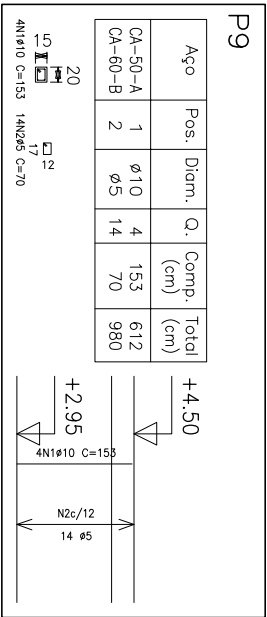 P9
Aço Pos. Diam. Q. Comp. (cm) Total (cm)
CA-50-A 1 ø10 4 153 612
CA-60-B 2 ø5 14 70 980
20
15
4N1ø10 C=153
12
17
14N2ø5 C=70
+4.50
+2.95
4N1ø10 C=153
N2c/12
14 ø5